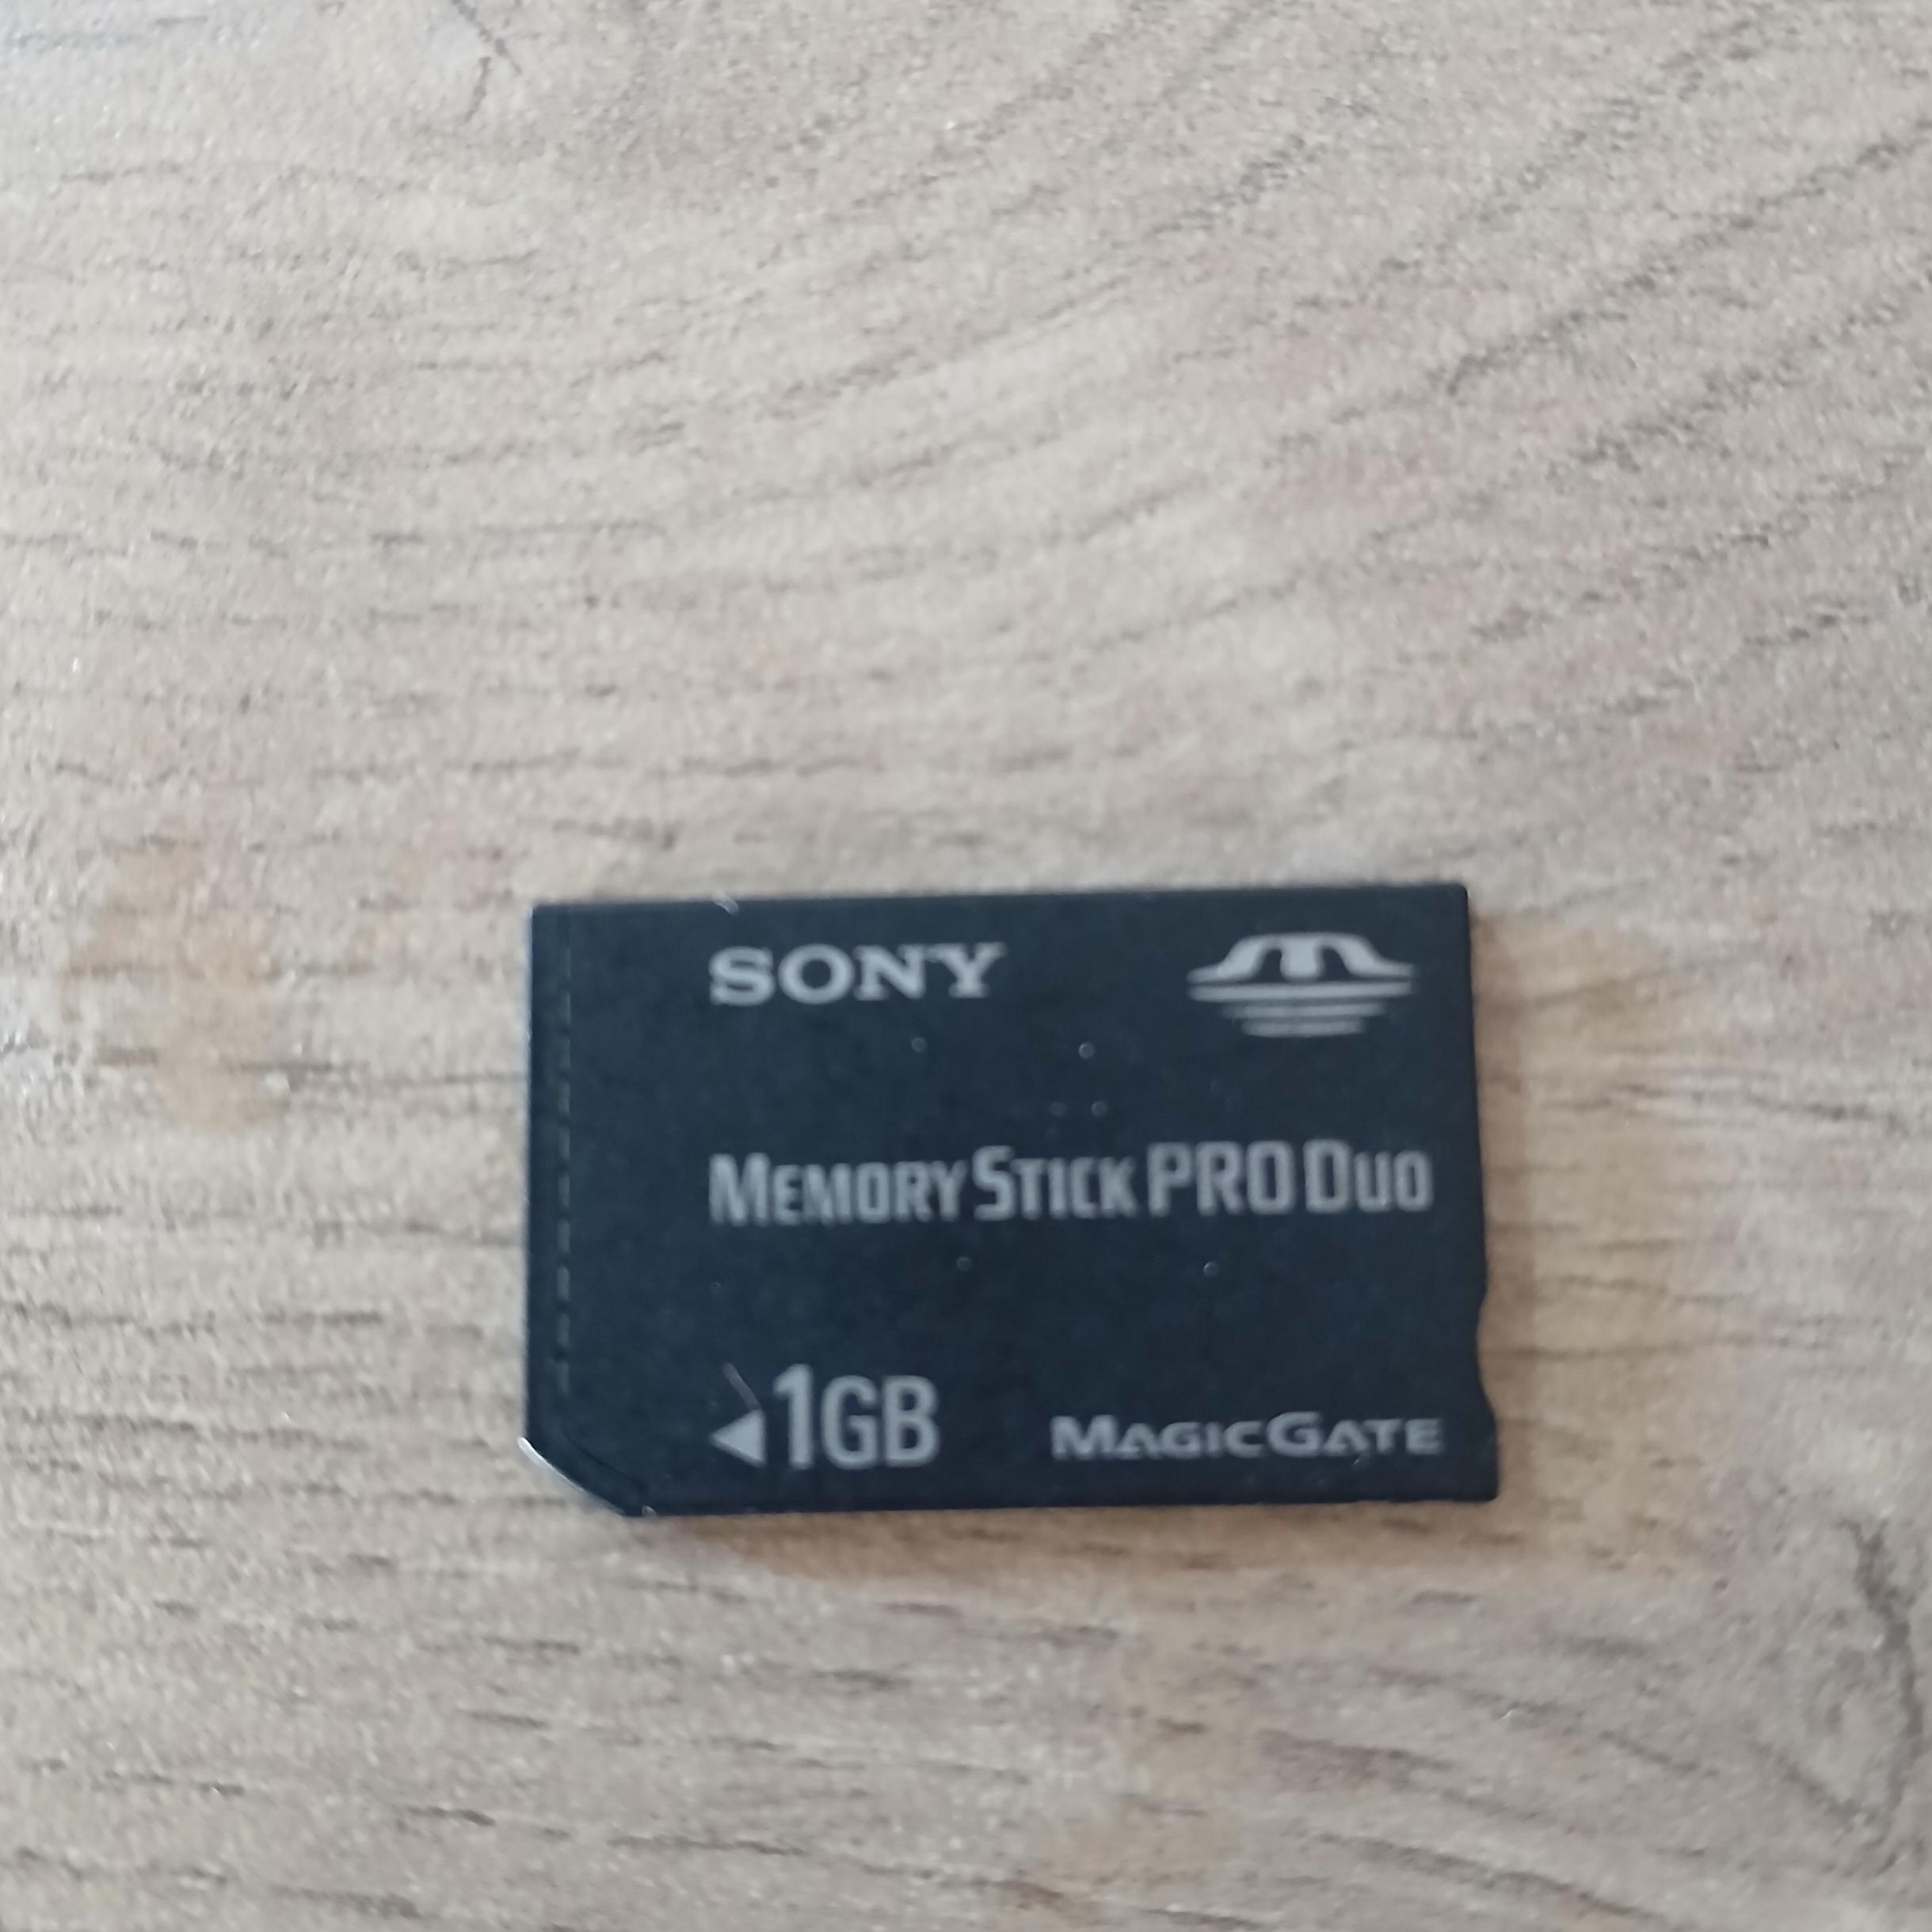 SONY
MEMORY STICK PRO DUO
1GB
MAGICGATE